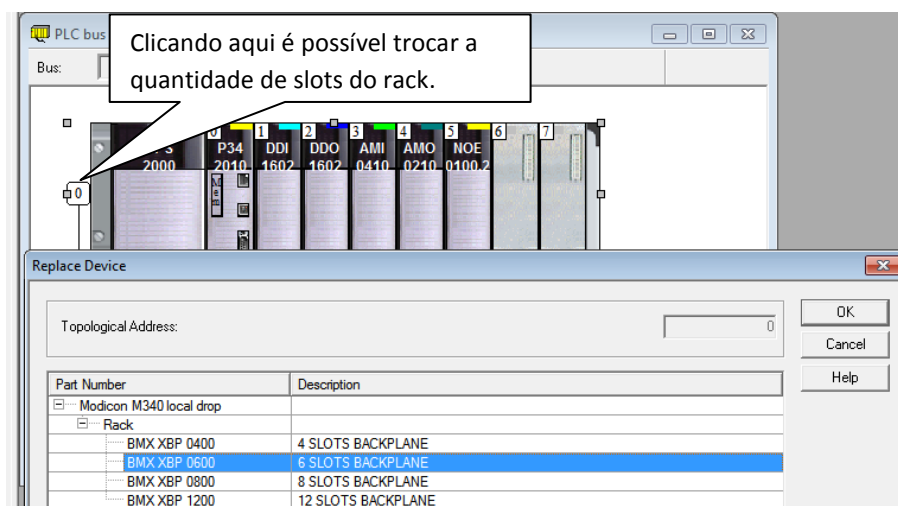 PLC bus
Clicando aqui é possível trocar a
quantidade de slots do rack.
Bus:
0 1 2 3 4 5 6 7
P34 DDI DDO AMI AMO NOE
2000 2010 1602 1602 0410 0210 0100.2
Mem
0
Replace Device
Topological Address: 0
OK
Cancel
Help
Part Number Description
Modicon M340 local drop
Rack
BMX XBP 0400 4 SLOTS BACKPLANE
BMX XBP 0600 6 SLOTS BACKPLANE
BMX XBP 0800 8 SLOTS BACKPLANE
BMX XBP 1200 12 SLOTS BACKPLANE